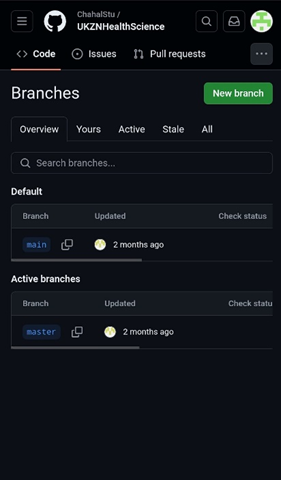 ChahalStu /
UKZNHealthScience
Code Issues Pull requests
Branches
New branch
Overview Yours Active Stale All
Search branches...
Default
Branch Updated Check status
main 2 months ago
Active branches
Branch Updated Check statu
master 2 months ago